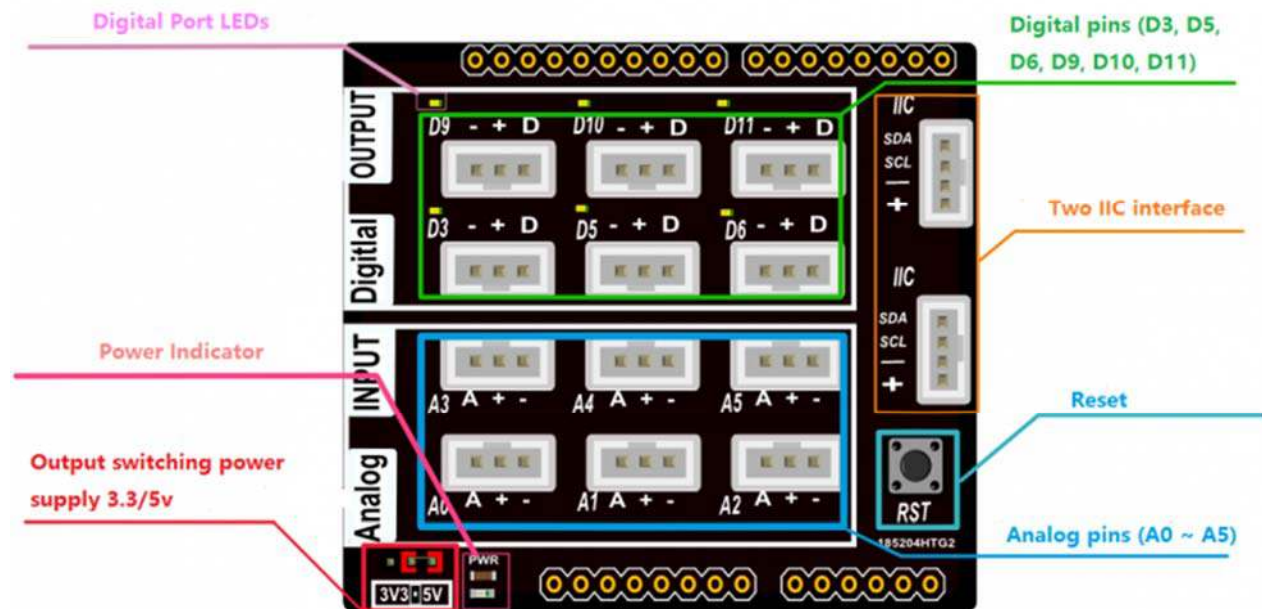 Digital Port LEDs
Digital pins (D3, D5,
D6, D9, D10, D11)
OUTPUT
D9 - + D
D10 - + D
D11 - + D
IIC
SDA
SCL
—
+
Two IIC interface
Digitlal
D3 - + D
D5 - + D
D6 - + D
IIC
SDA
SCL
—
+
Power Indicator
INPUT
A3 A + -
A4 A + -
A5 A + -
Reset
Output switching power
supply 3.3/5v
Analog
A0 A + -
A1 A + -
A2 A + -
RST
185204HTG2
Analog pins (A0 ~ A5)
PWR
3V3 5V